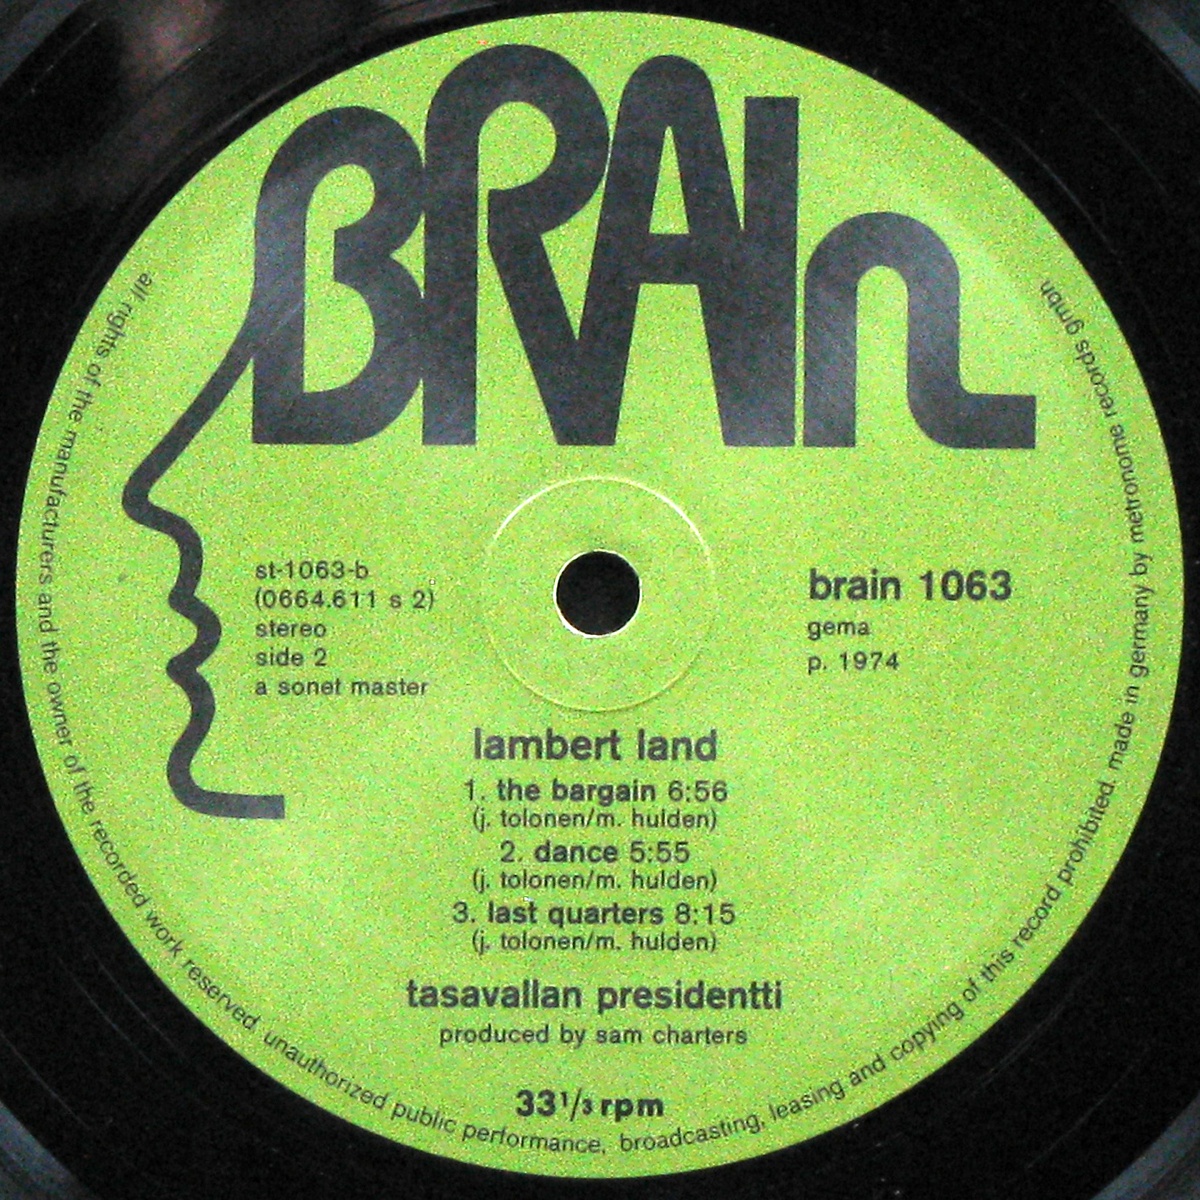 BRAIn
st-1063-b
(0664.611 s 2)
stereo
side 2
a sonet master
brain 1063
gema
p. 1974
lambert land
1. the bargain 6:56
(j. tolonen/m. hulden)
2. dance 5:55
(j. tolonen/m. hulden)
3. last quarters 8:15
(j. tolonen/m. hulden)
tasavallan presidentti
produced by sam charters
33 1/3 rpm
all rights of the manufacturers and the owner of the recorded work reserved. unauthorized public performance, broadcasting, leasing and copying of this record prohibited. made in germany by metronome records gmbh